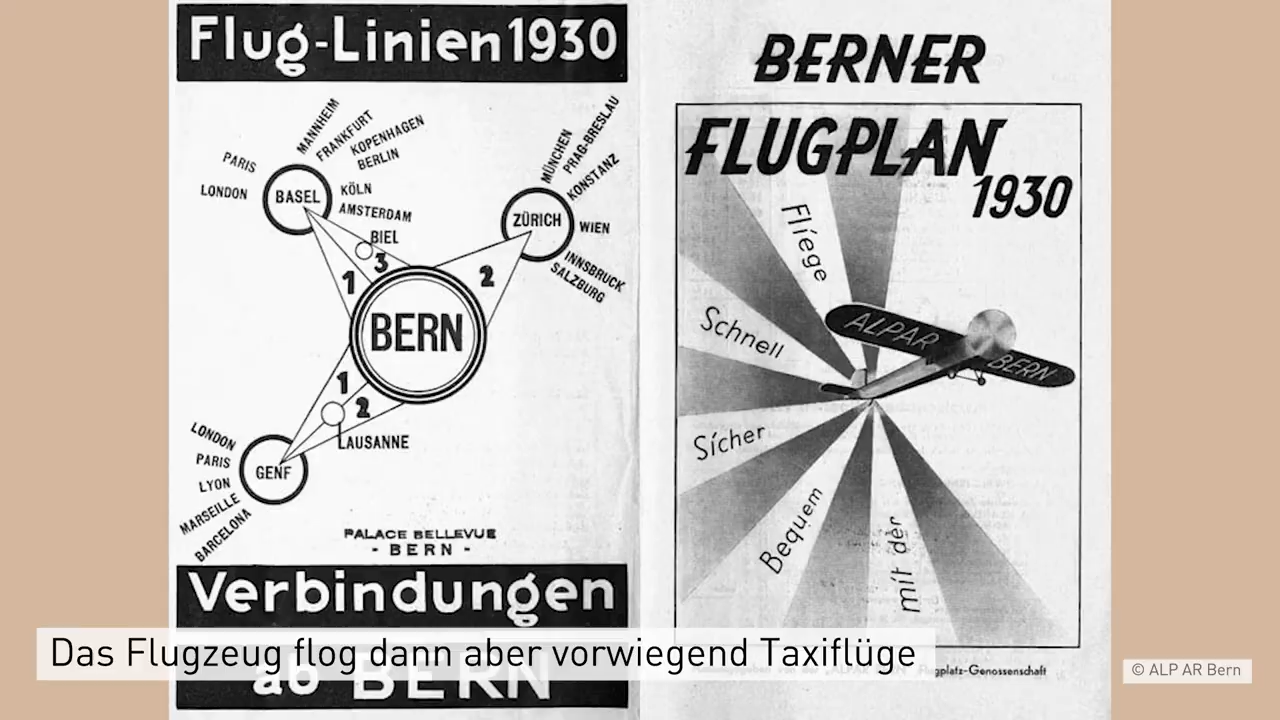 Flug-Linien 1930
MANNHEIM
FRANKFURT
KOPENHAGEN
BERLIN
PARIS
LONDON
BASEL
KÖLN
AMSTERDAM
BIEL
MÜNCHEN
PRAG-BRESLAU
KONSTANZ
ZÜRICH
WIEN
INNSBRUCK
SALZBURG
1
3
2
BERN
1
2
LAUSANNE
LONDON
PARIS
LYON
MARSEILLE
BARCELONA
GENF
PALACE BELLEVUE
- BERN -
Verbindungen
ab BERN
BERNER
FLUGPLAN
1930
Fliege
Schnell
Sicher
Bequem
mit der
ALPAR BERN
Flugplatz-Genossenschaft
Das Flugzeug flog dann aber vorwiegend Taxiflüge
© ALP AR Bern